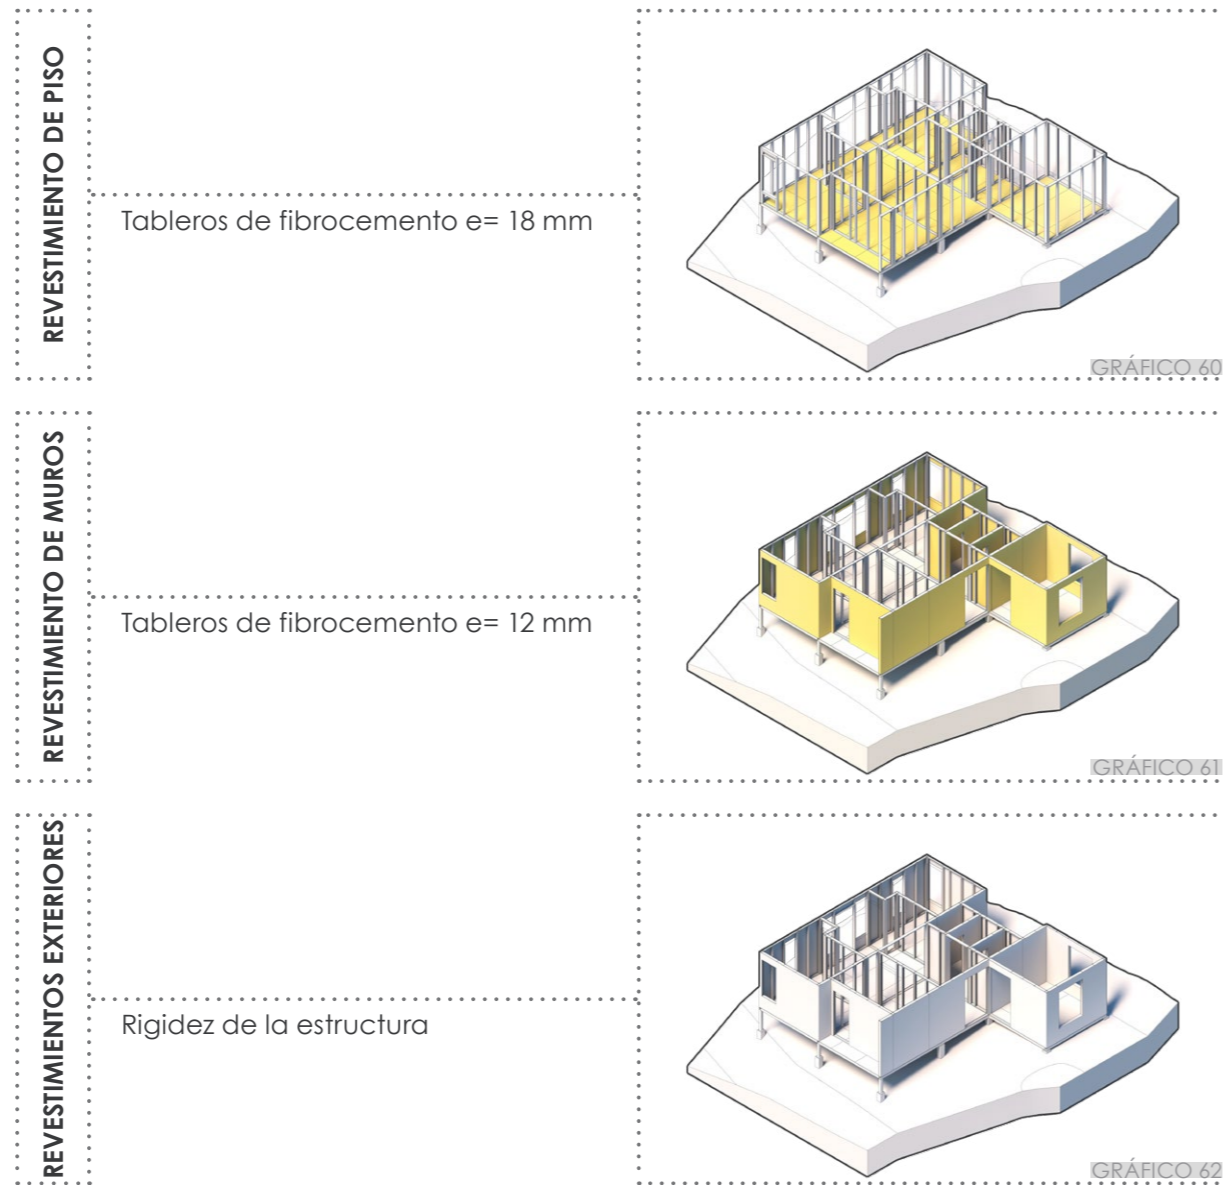 REVESTIMIENTO DE PISO
Tableros de fibrocemento e= 18 mm
GRÁFICO 60
REVESTIMIENTO DE MUROS
Tableros de fibrocemento e= 12 mm
GRÁFICO 61
REVESTIMIENTOS EXTERIORES
Rigidez de la estructura
GRÁFICO 62